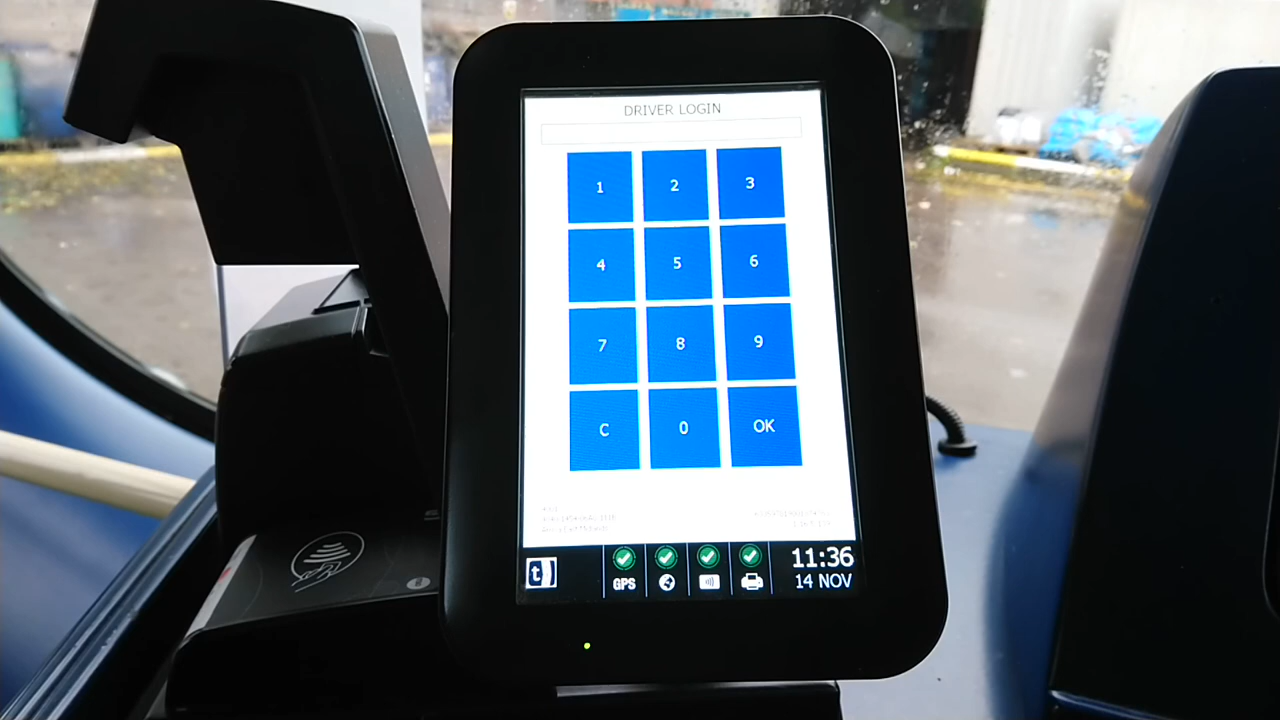 DRIVER LOGIN
1 2 3
4 5 6
7 8 9
C 0 OK
t
GPS
11:36
14 NOV